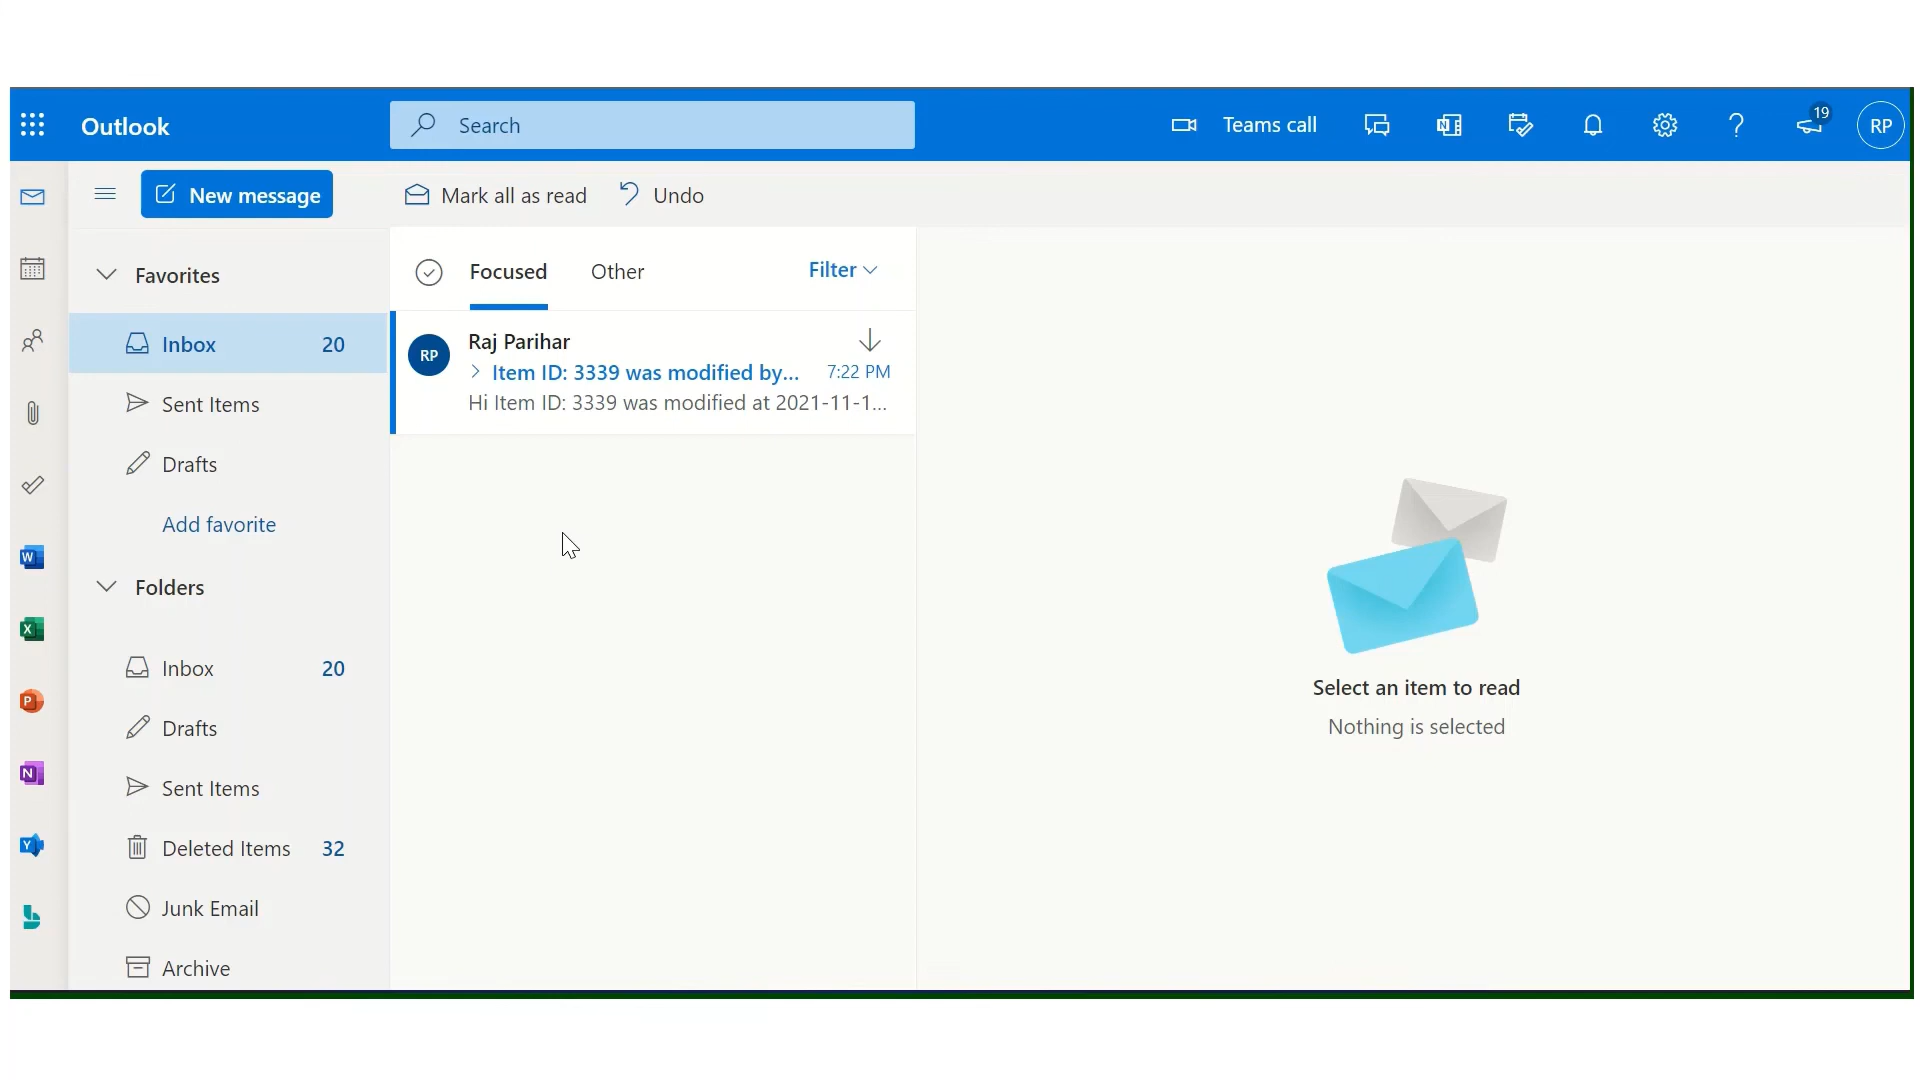 Outlook
Search
Teams call
19
RP
New message
Mark all as read
Undo
Favorites
Inbox 20
Sent Items
Drafts
Add favorite
Folders
Inbox 20
Drafts
Sent Items
Deleted Items 32
Junk Email
Archive
Focused
Other
Filter
RP
Raj Parihar
Item ID: 3339 was modified by... 7:22 PM
Hi Item ID: 3339 was modified at 2021-11-1...
Select an item to read
Nothing is selected
W
X
P
N
Y
N